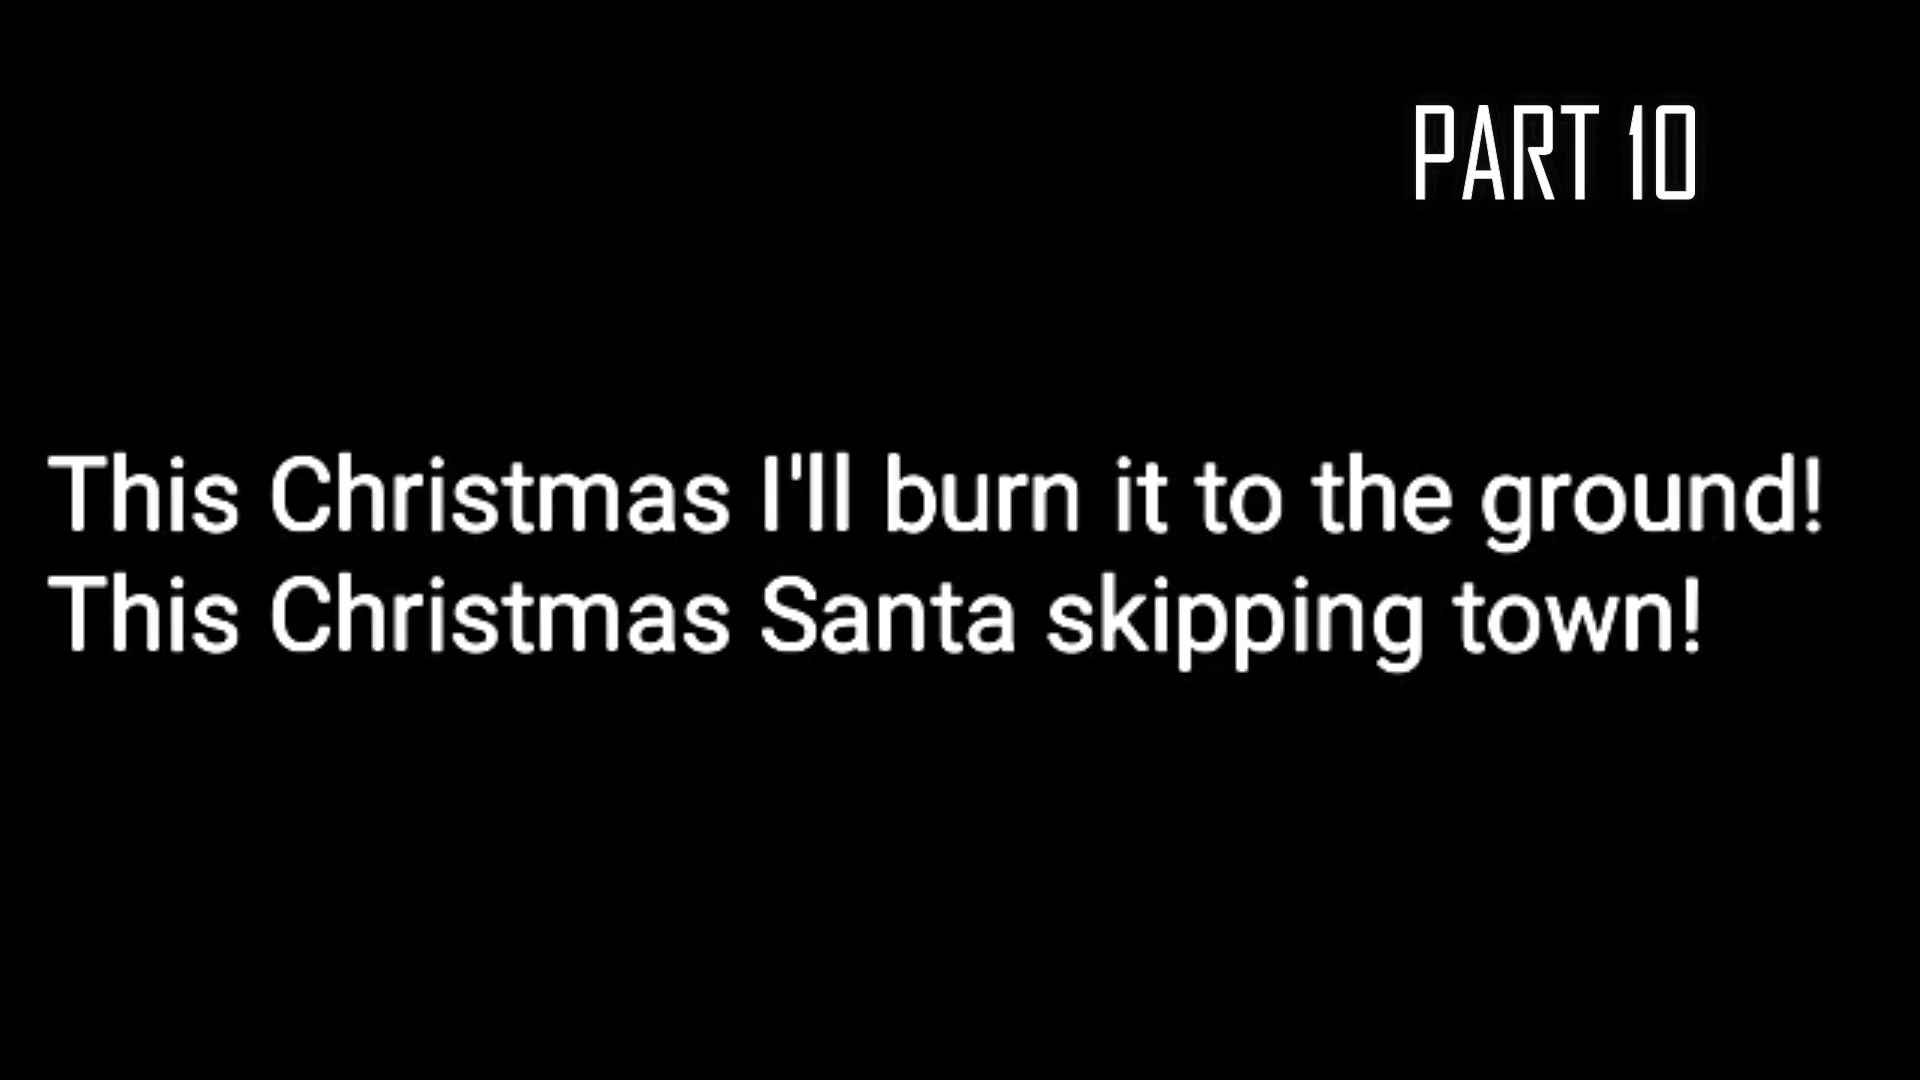 PART 10
This Christmas I'll burn it to the ground!
This Christmas Santa skipping town!